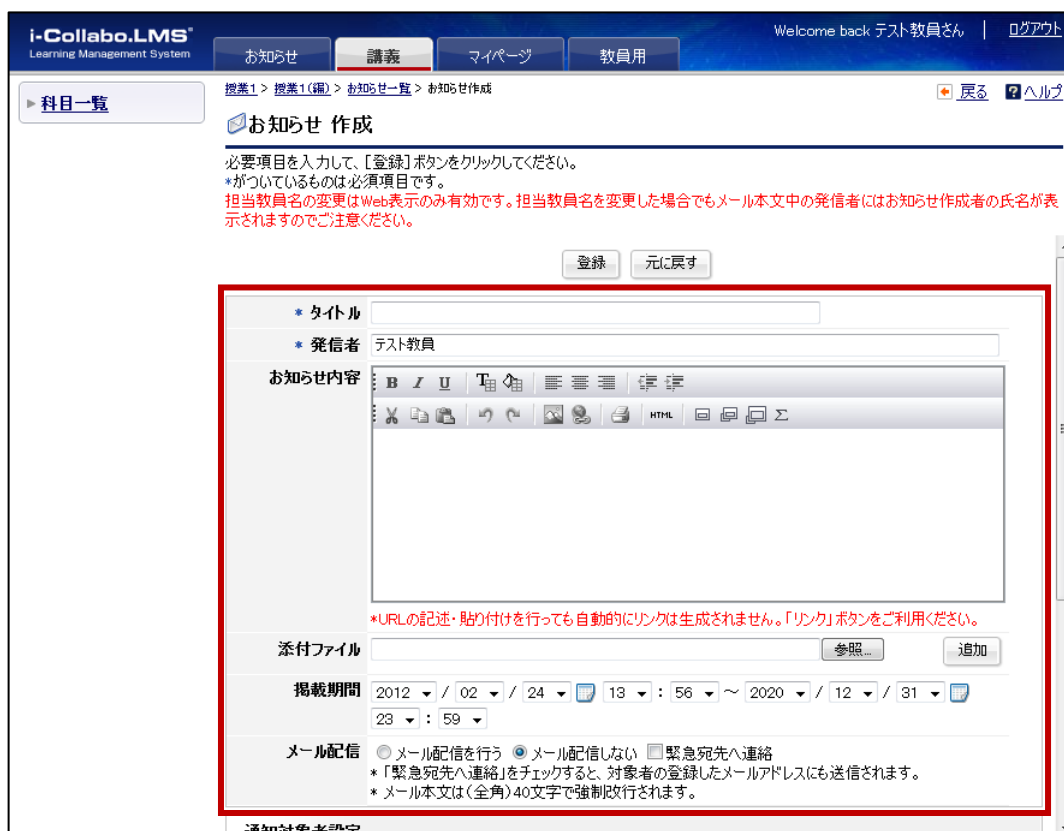 i-Collabo.LMS
Learning Management System
Welcome back テスト教員さん | ログアウト
お知らせ 講義 マイページ 教員用
科目一覧
授業1 > 授業1(編) > お知らせ一覧 > お知らせ作成
戻る ? ヘルプ
お知らせ 作成
必要項目を入力して、[登録]ボタンをクリックしてください。
*がついているものは必須項目です。
担当教員名の変更はWeb表示のみ有効です。担当教員名を変更した場合でもメール本文中の発信者にはお知らせ作成者の氏名が表
示されますのでご注意ください。
登録 元に戻す
* タイトル
* 発信者 テスト教員
お知らせ内容
B I U T
HTML Σ
*URLの記述・貼り付けを行っても自動的にリンクは生成されません。「リンク」ボタンをご利用ください。
添付ファイル 参照... 追加
掲載期間 2012 / 02 / 24 13 : 56 ～ 2020 / 12 / 31
23 : 59
メール配信 メール配信を行う メール配信しない 緊急宛先へ連絡
* 「緊急宛先へ連絡」をチェックすると、対象者の登録したメールアドレスにも送信されます。
* メール本文は(全角)40文字で強制改行されます。
通知対象者設定